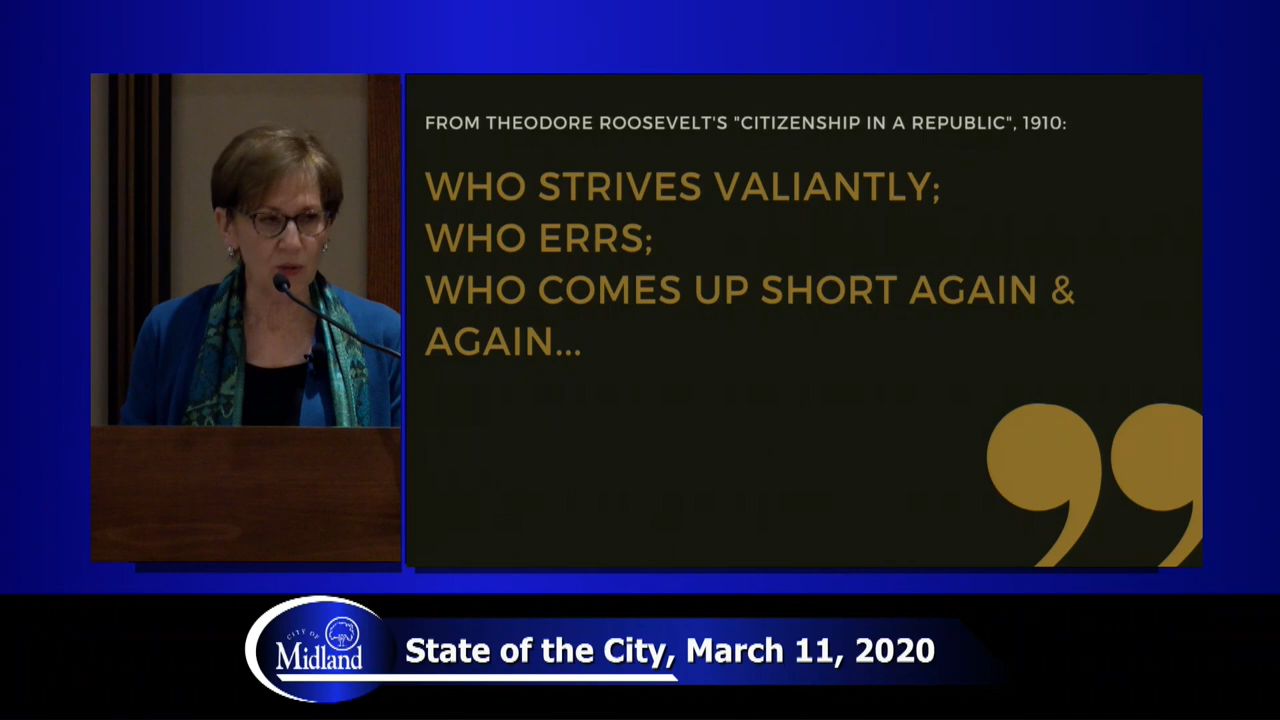 FROM THEODORE ROOSEVELT'S "CITIZENSHIP IN A REPUBLIC", 1910:
WHO STRIVES VALIANTLY;
WHO ERRS;
WHO COMES UP SHORT AGAIN &
AGAIN...
CITY OF
Midland
State of the City, March 11, 2020